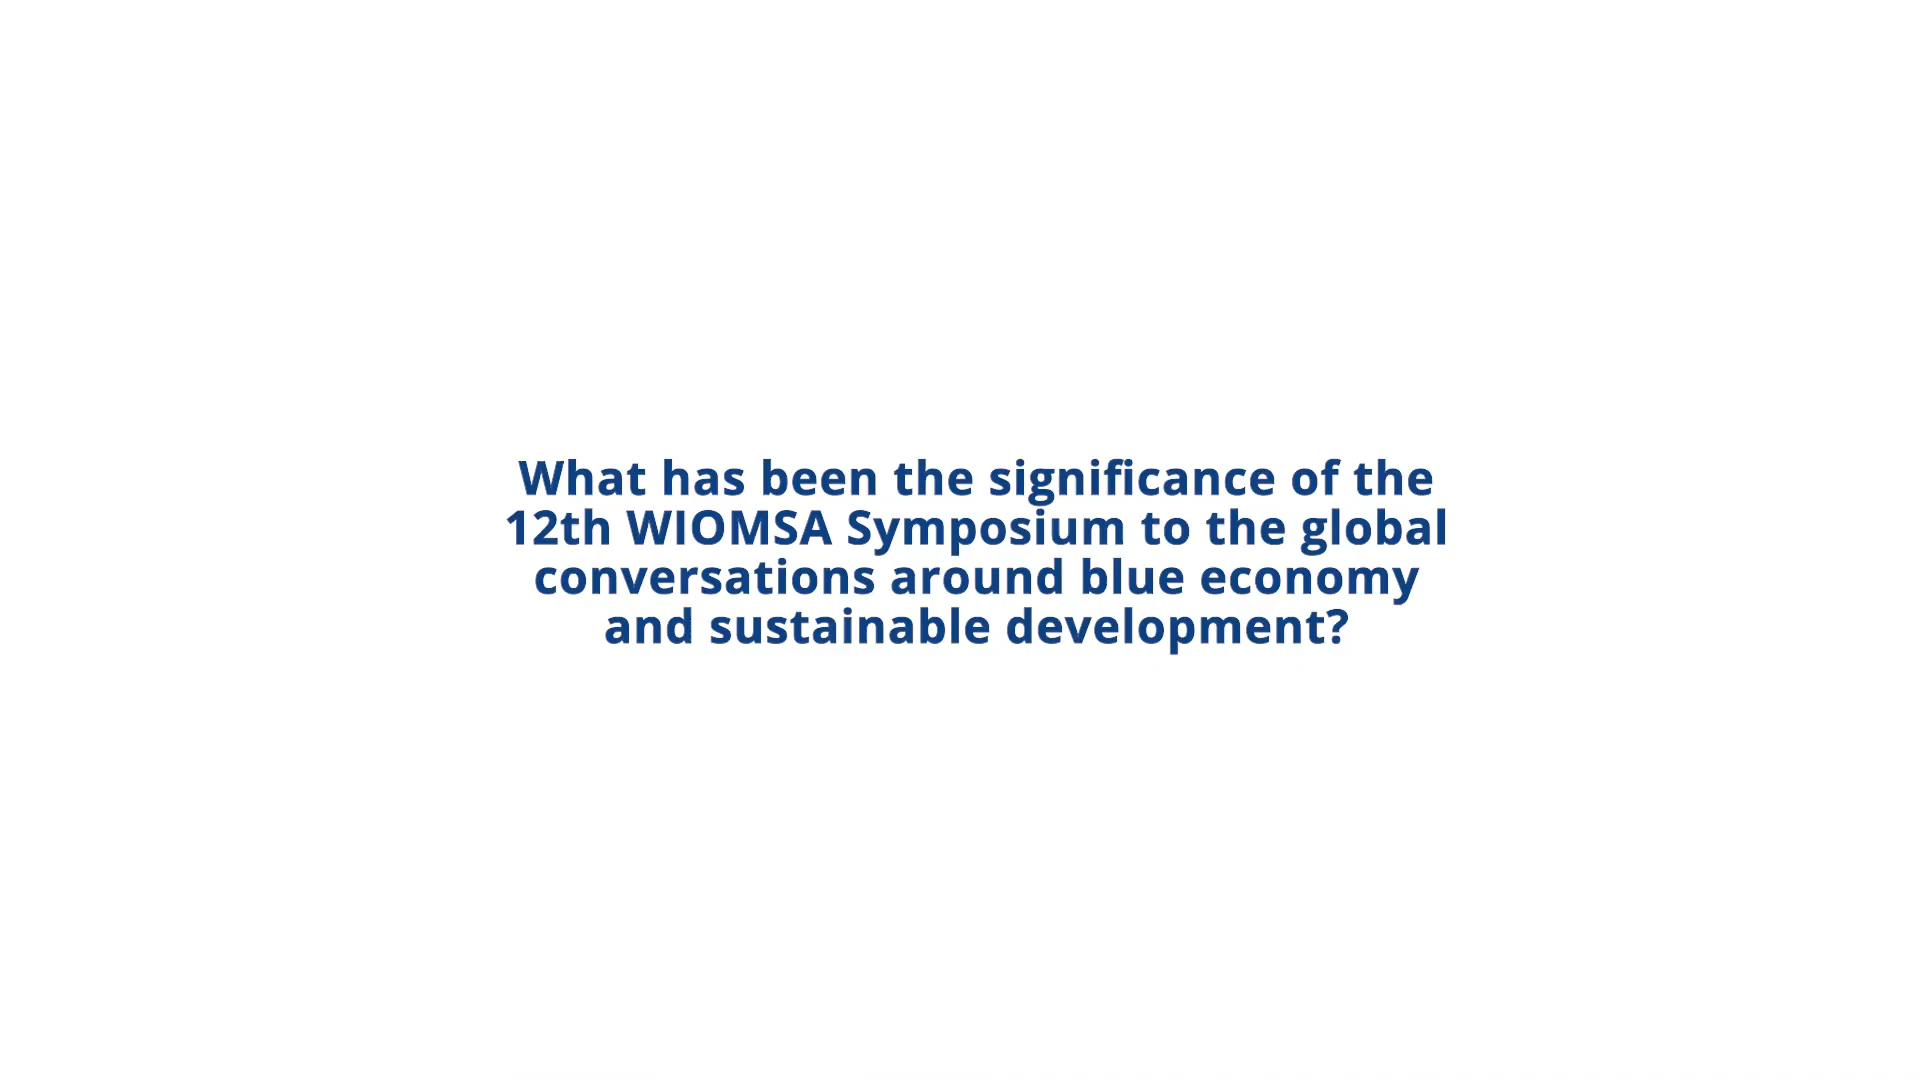 What has been the significance of the
12th WIOMSA Symposium to the global
conversations around blue economy
and sustainable development?